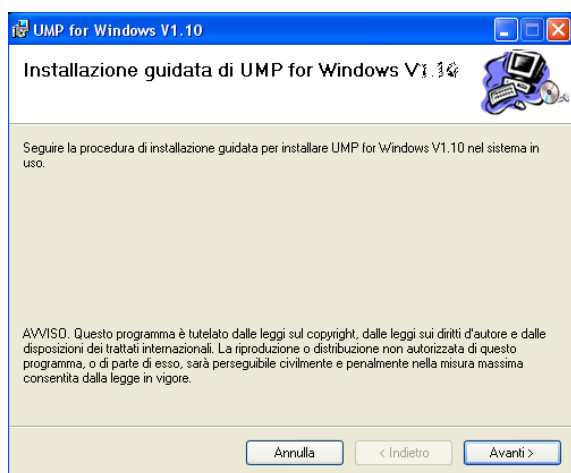 UMP for Windows V1.10
Installazione guidata di UMP for Windows V1.10
Seguire la procedura di installazione guidata per installare UMP for Windows V1.10 nel sistema in
uso.
AVVISO. Questo programma è tutelato dalle leggi sul copyright, dalle leggi sui diritti d'autore e dalle
disposizioni dei trattati internazionali. La riproduzione o distribuzione non autorizzata di questo
programma, o di parte di esso, sarà perseguibile civilmente e penalmente nella misura massima
consentita dalla legge in vigore.
Annulla
< Indietro
Avanti >